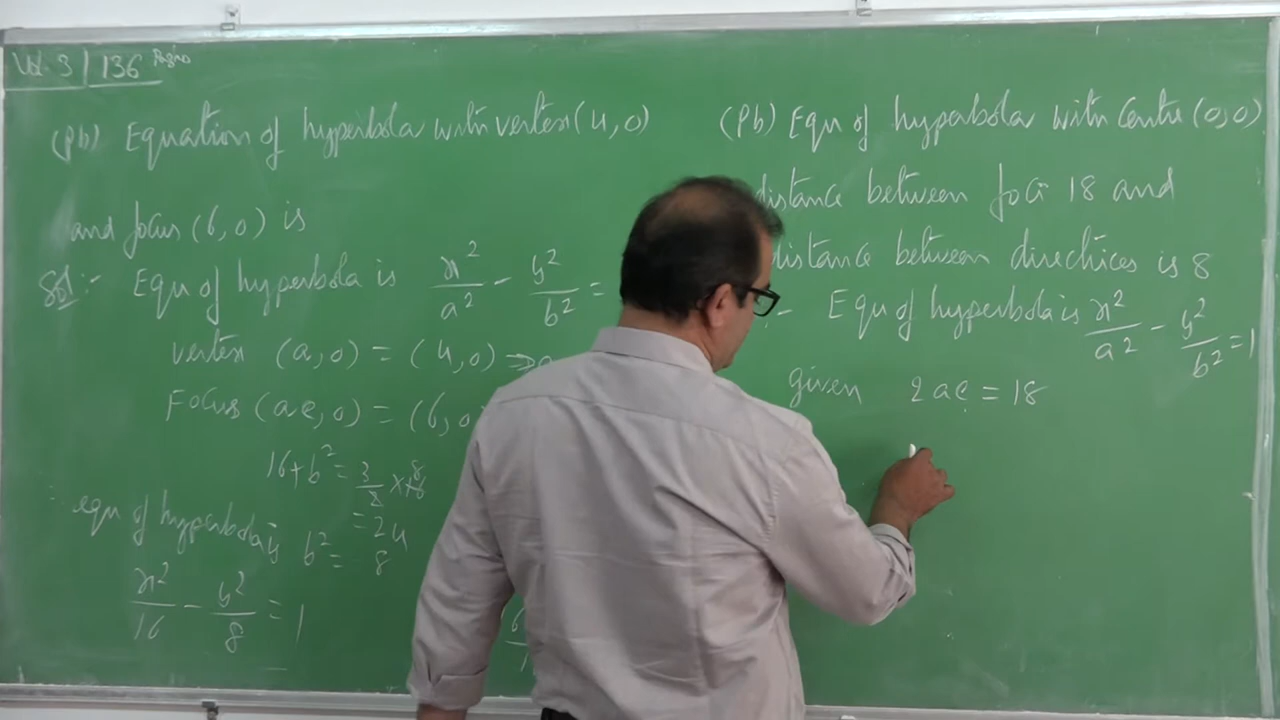 Vol. 3 / 136
(Pb) Equation of hyperbola with vertex (4,0)
and focus (6,0) is
Sol:- Equ of hyperbola is x²/a² - y²/b² =
vertex (a,0) = (4,0) ⇒ a
Focus (ae,0) = (6,0
16+b² = 3/2 × 16
= 24
b² = 8
equ of hyperbola is
x²/16 - y²/8 = 1
(Pb) Equ of hyperbola with Centre (0,0)
distance between foci 18 and
distance between directrices is 8
:- Equ of hyperbola is x²/a² - y²/b² = 1
given 2ae = 18